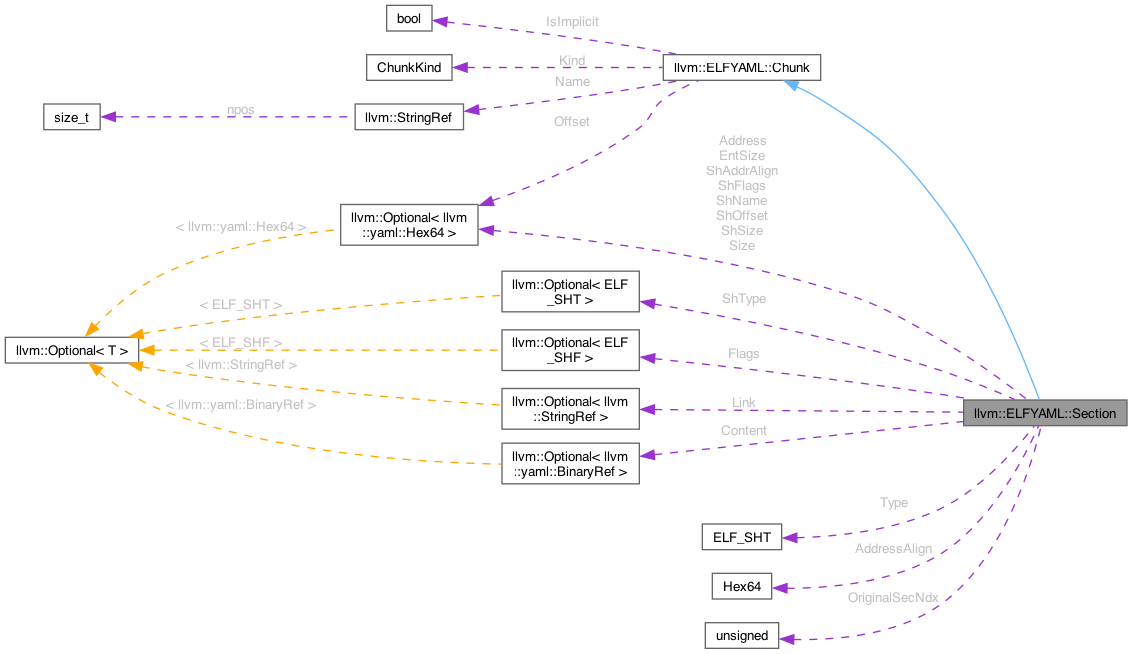 bool
IsImplicit
ChunkKind
Kind
llvm::ELFYAML::Chunk
Name
size_t
npos
llvm::StringRef
Offset
Address
EntSize
ShAddrAlign
ShFlags
ShName
ShOffset
ShSize
Size
< llvm::yaml::Hex64 >
llvm::Optional< llvm
::yaml::Hex64 >
< ELF_SHT >
llvm::Optional< ELF
_SHT >
ShType
llvm::Optional< T >
< ELF_SHF >
llvm::Optional< ELF
_SHF >
Flags
< llvm::StringRef >
llvm::Optional< llvm
::StringRef >
Link
llvm::ELFYAML::Section
< llvm::yaml::BinaryRef >
Content
llvm::Optional< llvm
::yaml::BinaryRef >
Type
ELF_SHT
AddressAlign
Hex64
OriginalSecNdx
unsigned